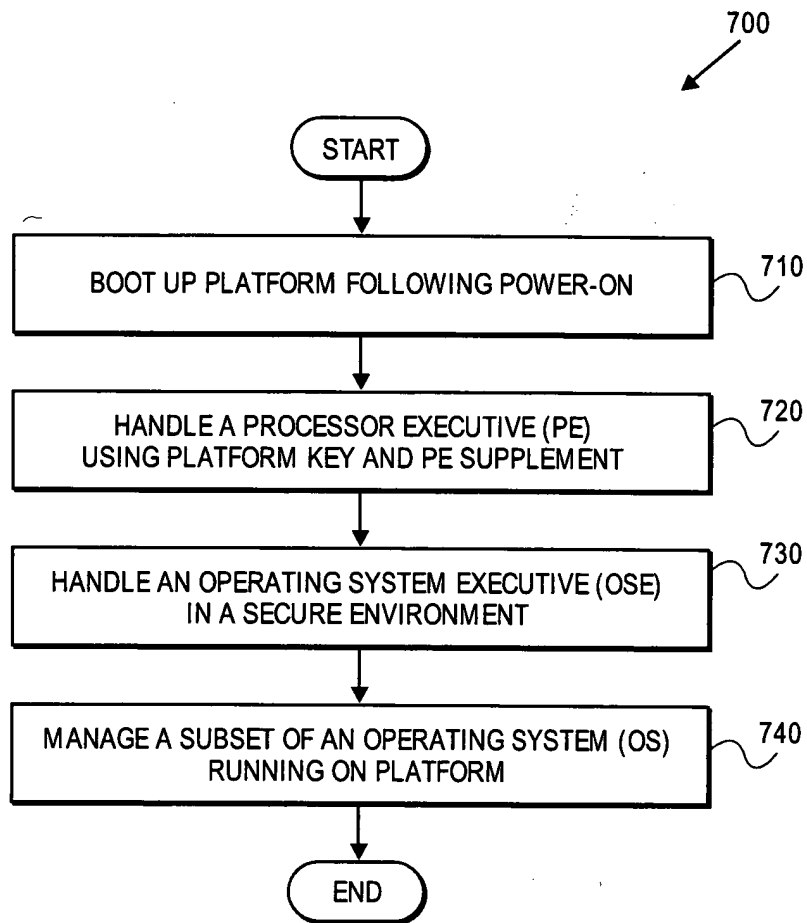 700
START
BOOT UP PLATFORM FOLLOWING POWER-ON
710
HANDLE A PROCESSOR EXECUTIVE (PE)
USING PLATFORM KEY AND PE SUPPLEMENT
720
HANDLE AN OPERATING SYSTEM EXECUTIVE (OSE)
IN A SECURE ENVIRONMENT
730
MANAGE A SUBSET OF AN OPERATING SYSTEM (OS)
RUNNING ON PLATFORM
740
END